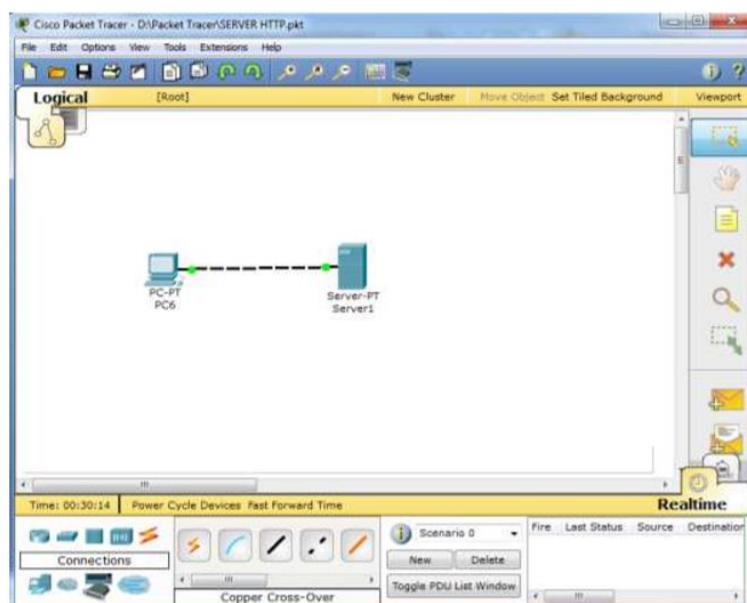 Cisco Packet Tracer - D:\Packet Tracer\SERVER HTTP.pkt
File Edit Options View Tools Extensions Help
Logical [Root] New Cluster Move Object Set Tiled Background Viewport
PC-PT
PC6
Server-PT
Server1
Time: 00:30:14 Power Cycle Devices Fast Forward Time Realtime
Connections
Copper Cross-Over
Scenario 0
New Delete
Toggle PDU List Window
Fire Last Status Source Destination